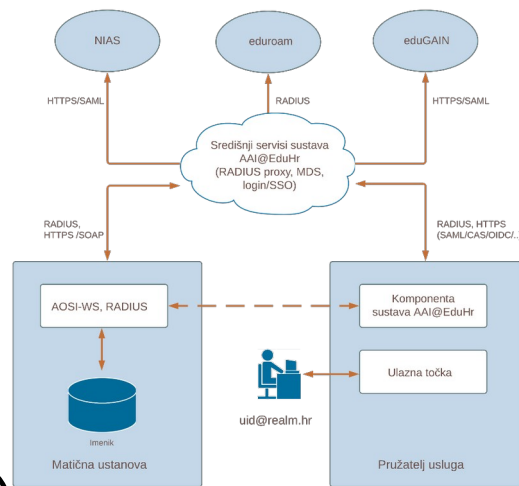 NIAS
eduroam
eduGAIN
HTTPS/SAML
RADIUS
HTTPS/SAML
Središnji servisi sustava
AAI@EduHr
(RADIUS proxy, MDS,
login/SSO)
RADIUS,
HTTPS /SOAP
RADIUS, HTTPS
(SAML/CAS/OIDC/..)
AOSI-WS, RADIUS
Komponenta
sustava AAI@EduHr
Ulazna točka
uid@realm.hr
Imenik
Matična ustanova
Pružatelj usluga